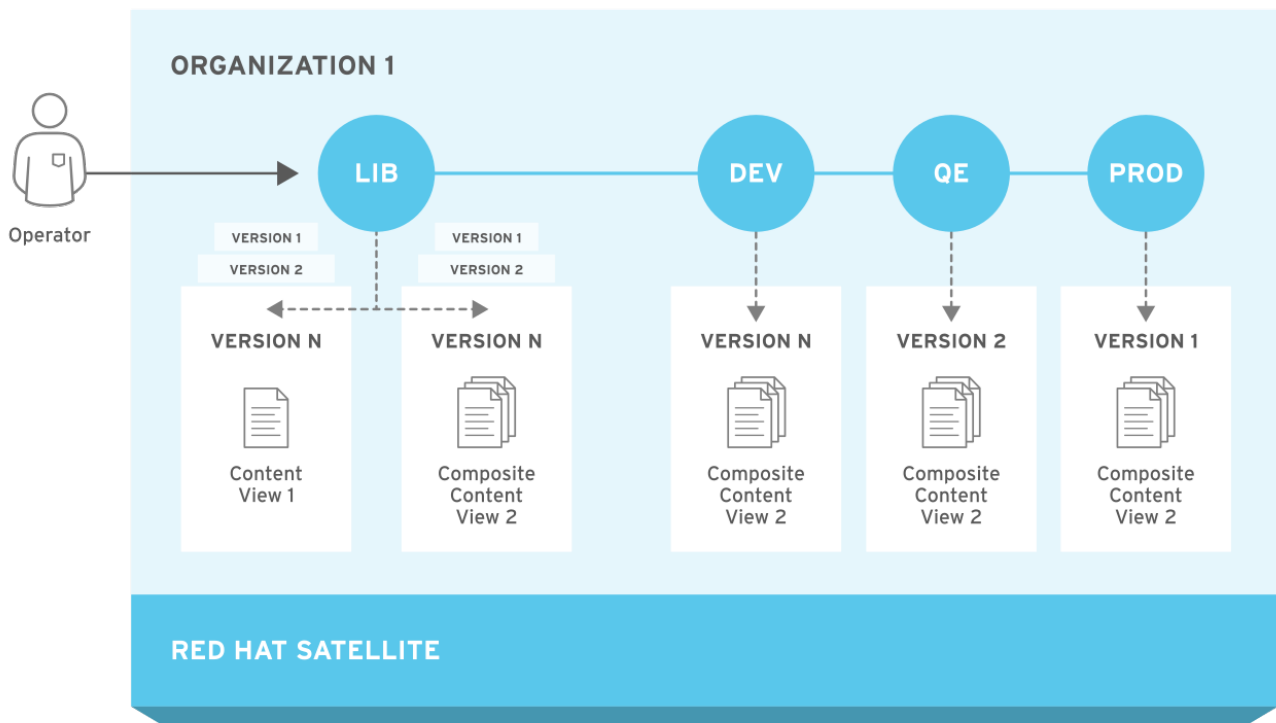 ORGANIZATION 1
LIB
DEV
QE
PROD
Operator
VERSION 1
VERSION 2
VERSION 1
VERSION 2
VERSION N
Content
View 1
VERSION N
Composite
Content
View 2
VERSION N
Composite
Content
View 2
VERSION 2
Composite
Content
View 2
VERSION 1
Composite
Content
View 2
RED HAT SATELLITE